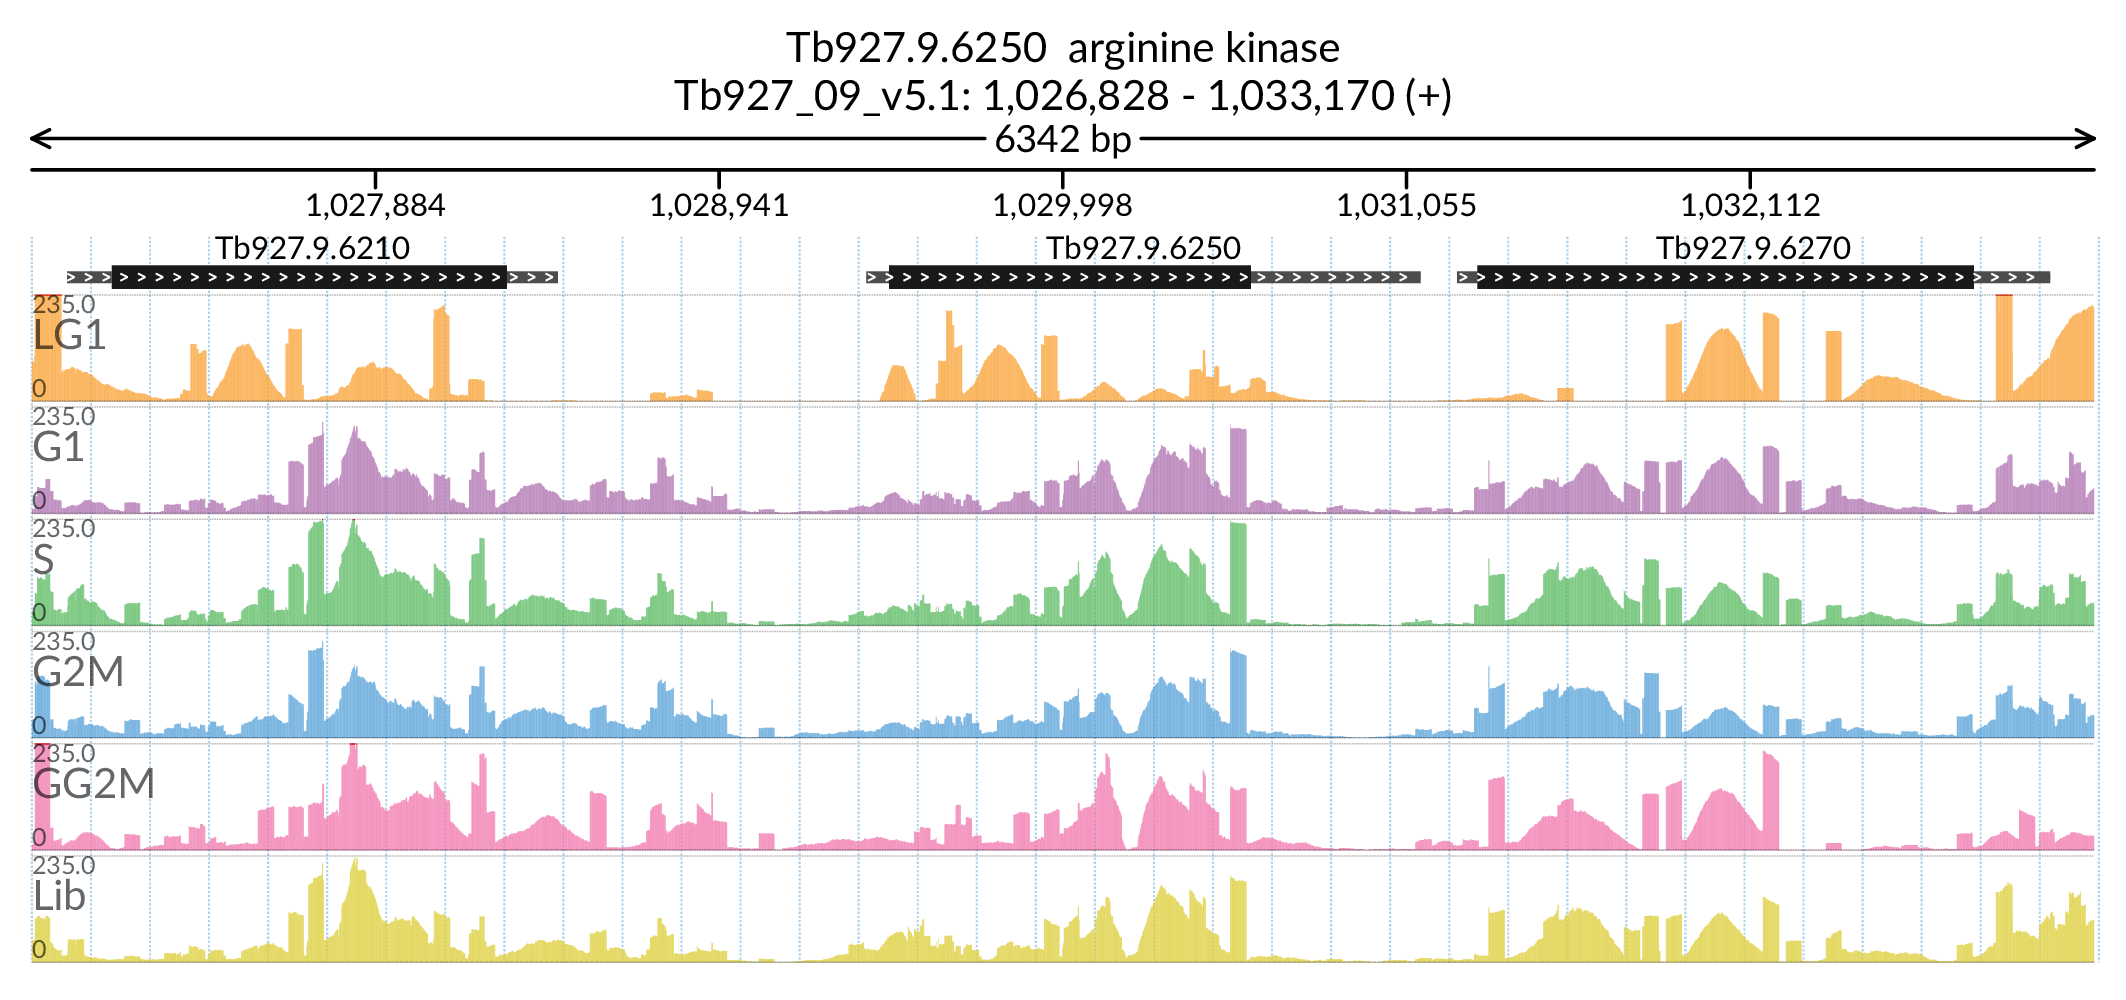 Tb927.9.6250  arginine kinase
Tb927_09_v5.1: 1,026,828 - 1,033,170 (+)
6342 bp
1,027,884 1,028,941 1,029,998 1,031,055 1,032,112
Tb927.9.6210 Tb927.9.6250 Tb927.9.6270
235.0
LG1
0
235.0
G1
0
235.0
S
0
235.0
G2M
0
235.0
GG2M
0
235.0
Lib
0